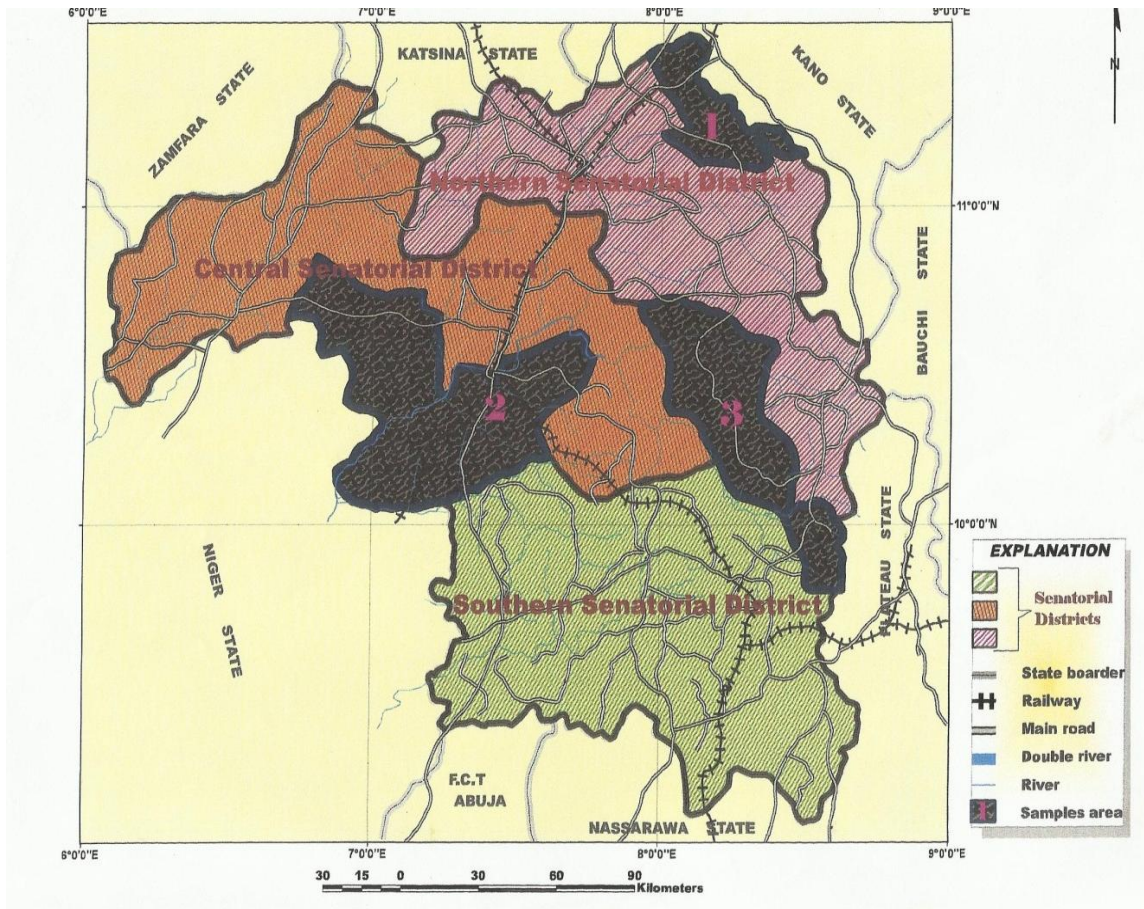 6°0'0"E 7°0'0"E 8°0'0"E 9°0'0"E
N
KATSINA STATE
KANO STATE
ZAMFARA STATE
1
Northern Senatorial District
11°0'0"N
BAUCHI STATE
Central Senatorial District
2
3
10°0'0"N
NIGER STATE
Southern Senatorial District
STATE
F.C.T
ABUJA
NASSARAWA STATE
6°0'0"E 7°0'0"E 8°0'0"E 9°0'0"E
30 15 0 30 60 90
Kilometers
EXPLANATION
Senatorial
Districts
State boarder
Railway
Main road
Double river
River
1 Samples area